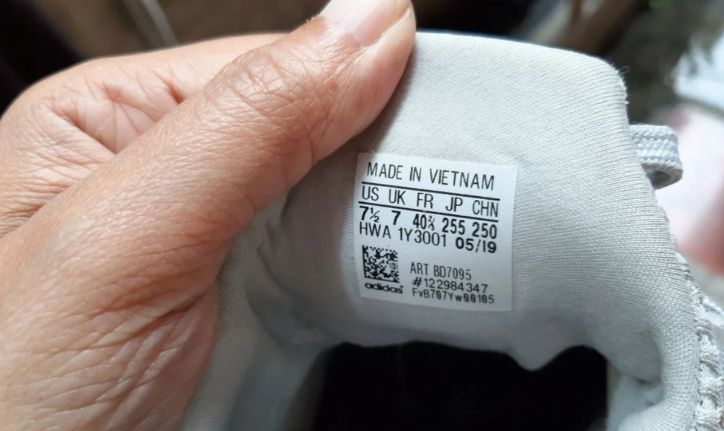 MADE IN VIETNAM
US UK FR JP CHN
7½ 7 40⅔ 255 250
HWA 1Y3001 05/19
ART BD7095
#122984347
adidas FvB707Yw00105